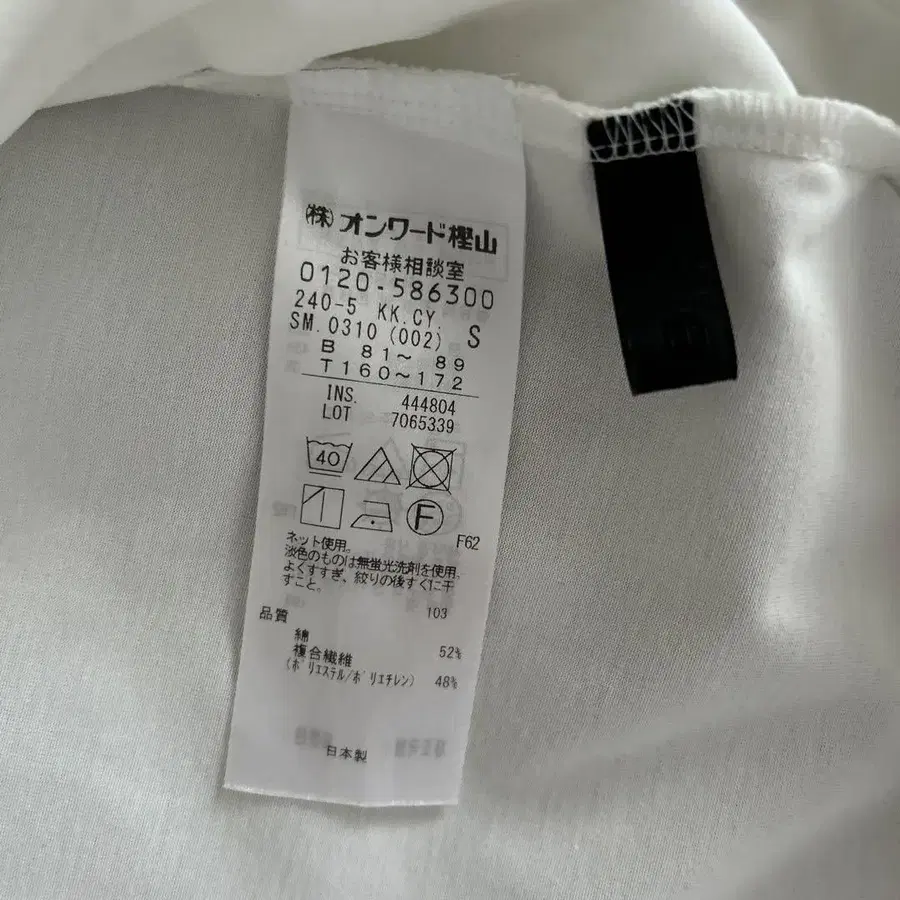 ㈱オンワード樫山
お客様相談室
0120-586300
240-5 KK.CY. S
SM.0310 (002)
B 81～ 89
T160～172
INS. 444804
LOT 7065339
40
F
F62
ネット使用。
淡色のものは無蛍光洗剤を使用。
よくすすぎ、絞りの後すぐに干
すこと。
103
品質
綿 52%
複合繊維
(ポリエステル/ポリエチレン) 48%
日本製